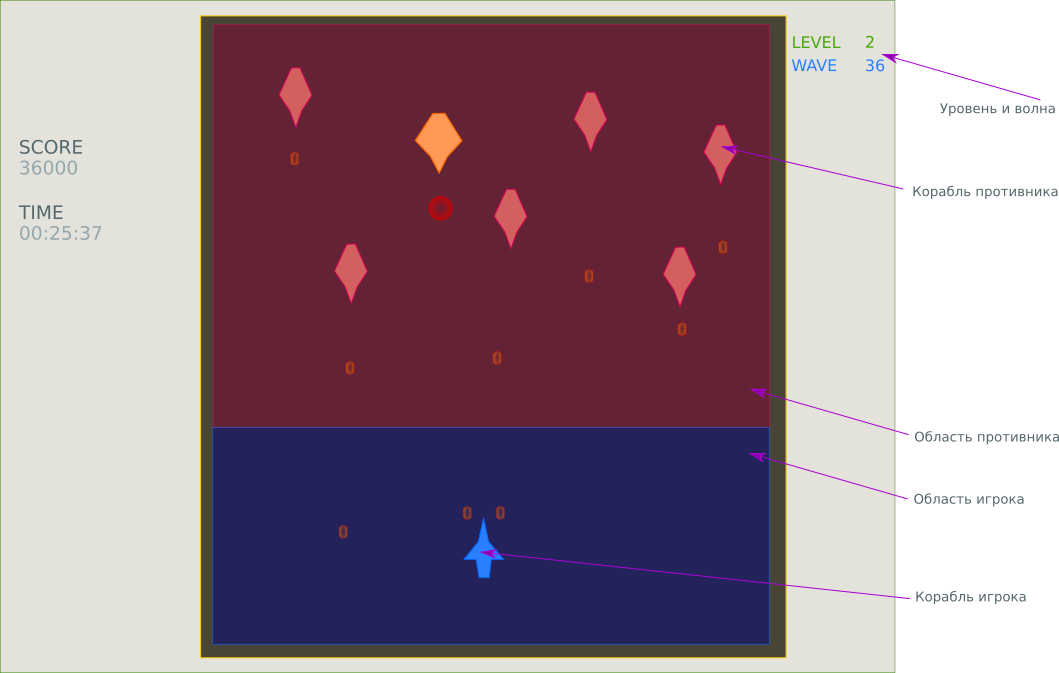 LEVEL 2
WAVE 36
Уровень и волна
SCORE
36000
Корабль противника
TIME
00:25:37
Область противника
Область игрока
Корабль игрока